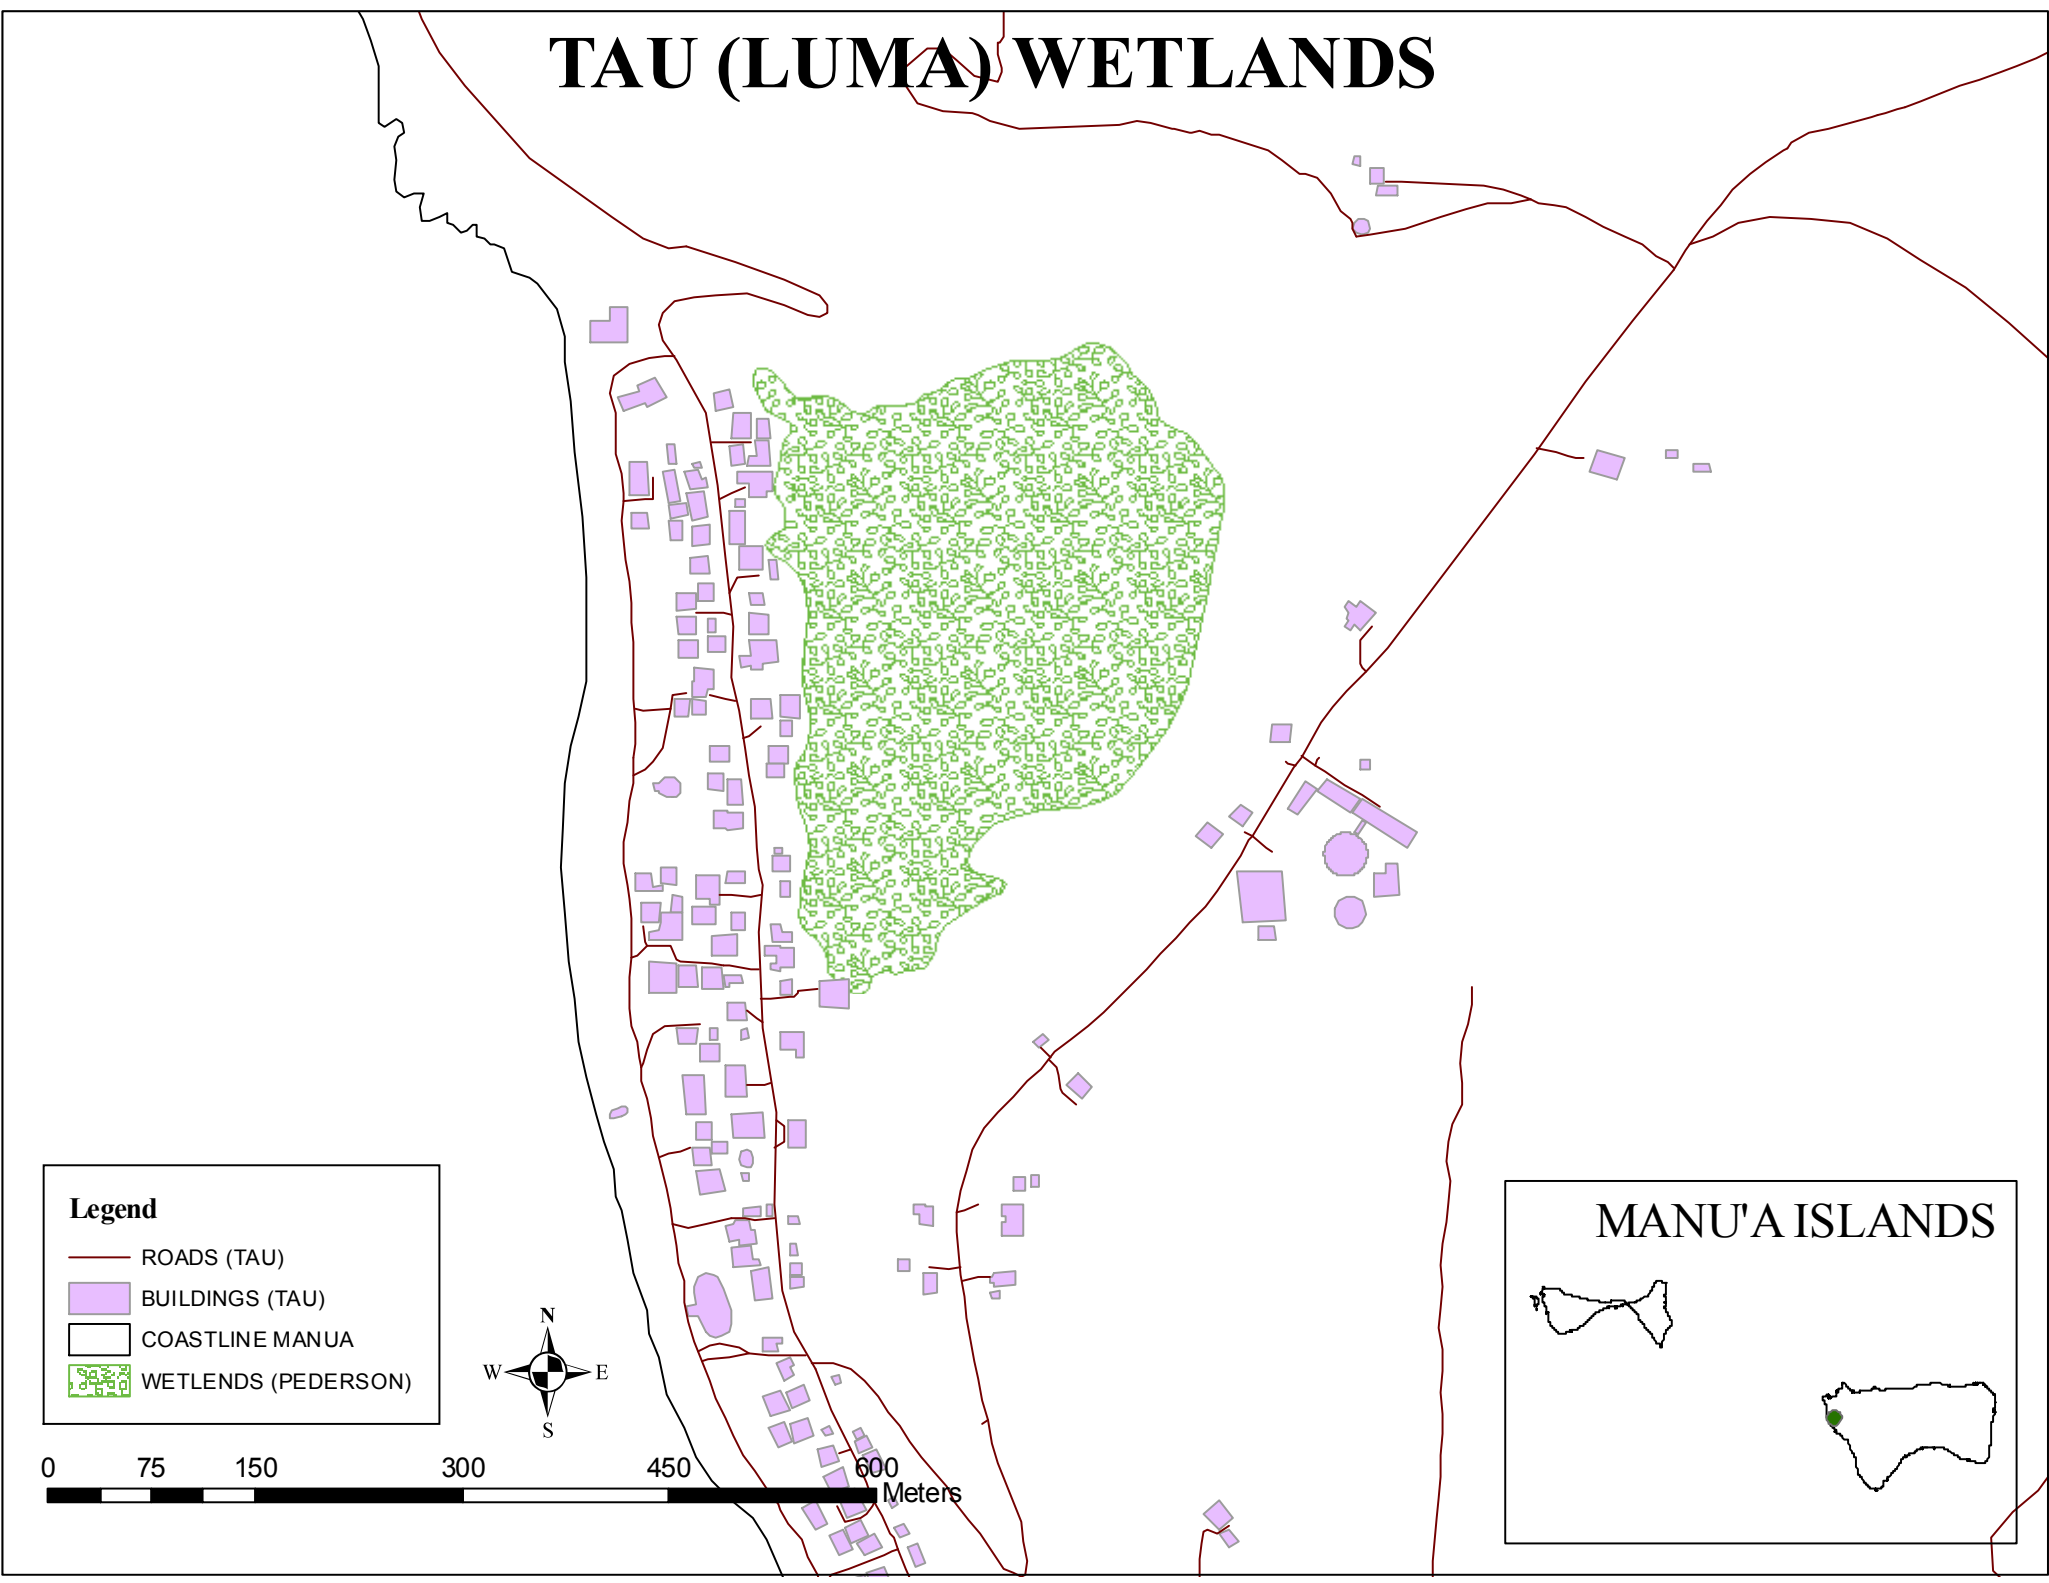 TAU (LUMA) WETLANDS
Legend
ROADS (TAU)
BUILDINGS (TAU)
COASTLINE MANUA
WETLENDS (PEDERSON)
N
W E
S
0 75 150 300 450 600
Meters
MANU'A ISLANDS